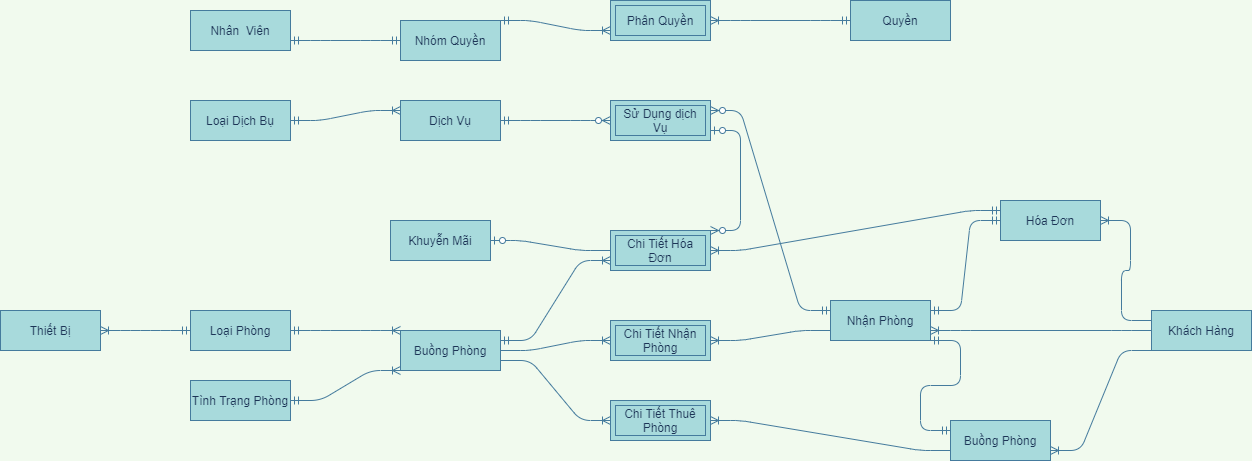 Nhân Viên
Nhóm Quyền
Phân Quyền
Quyền
Loại Dịch Bụ
Dịch Vụ
Sử Dụng dịch
Vụ
Khuyễn Mãi
Chi Tiết Hóa
Đơn
Hóa Đơn
Thiết Bị
Loại Phòng
Buồng Phòng
Chi Tiết Nhận
Phòng
Nhận Phòng
Khách Hảng
Tình Trạng Phòng
Chi Tiết Thuê
Phòng
Buồng Phòng